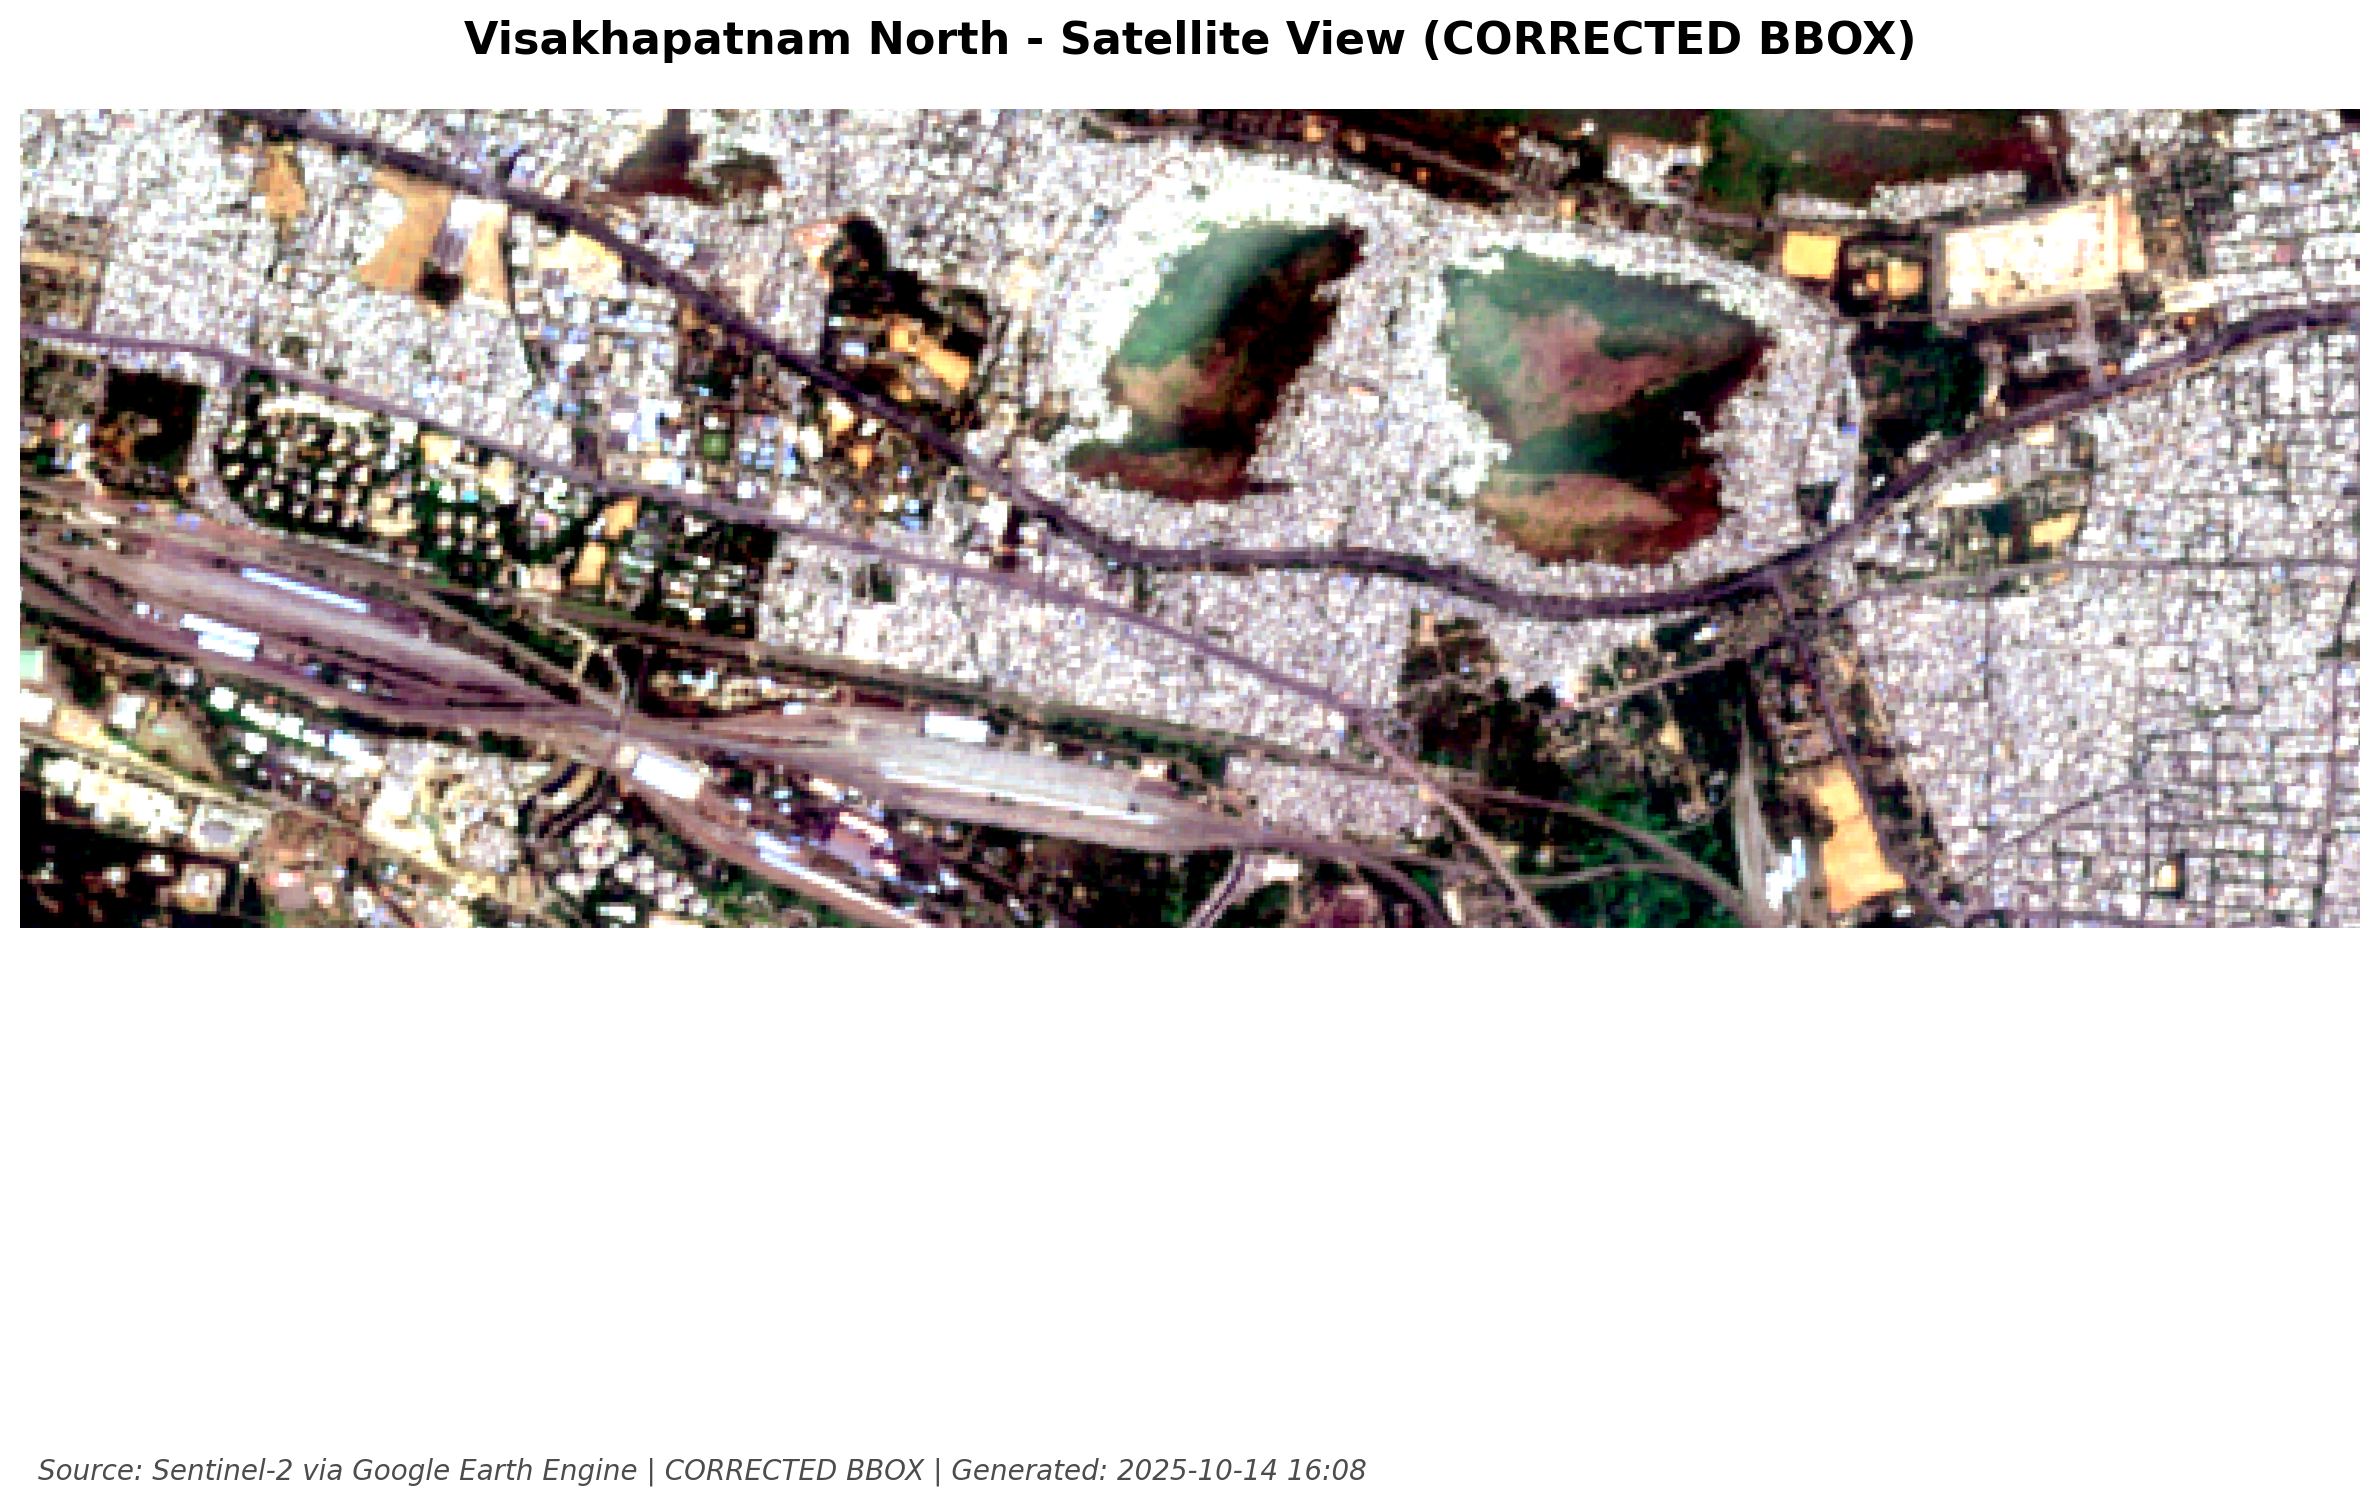 Visakhapatnam North - Satellite View (CORRECTED BBOX)
Source: Sentinel-2 via Google Earth Engine | CORRECTED BBOX | Generated: 2025-10-14 16:08